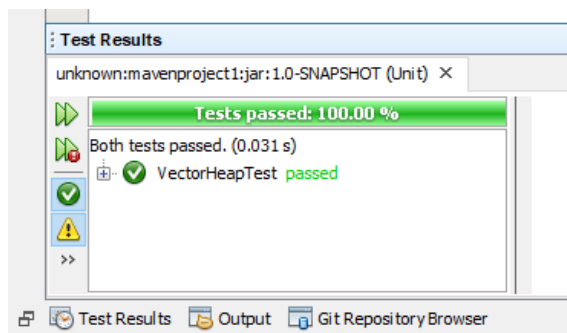 Test Results
unknown:mavenproject1:jar:1.0-SNAPSHOT (Unit) ×
Tests passed: 100.00 %
Both tests passed. (0.031 s)
VectorHeapTest passed
>>
Test Results Output Git Repository Browser